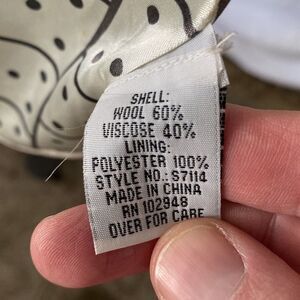 SHELL:
WOOL 60%
VISCOSE 40%
LINING:
POLYESTER 100%
STYLE NO.: S7114
MADE IN CHINA
RN 102948
OVER FOR CARE